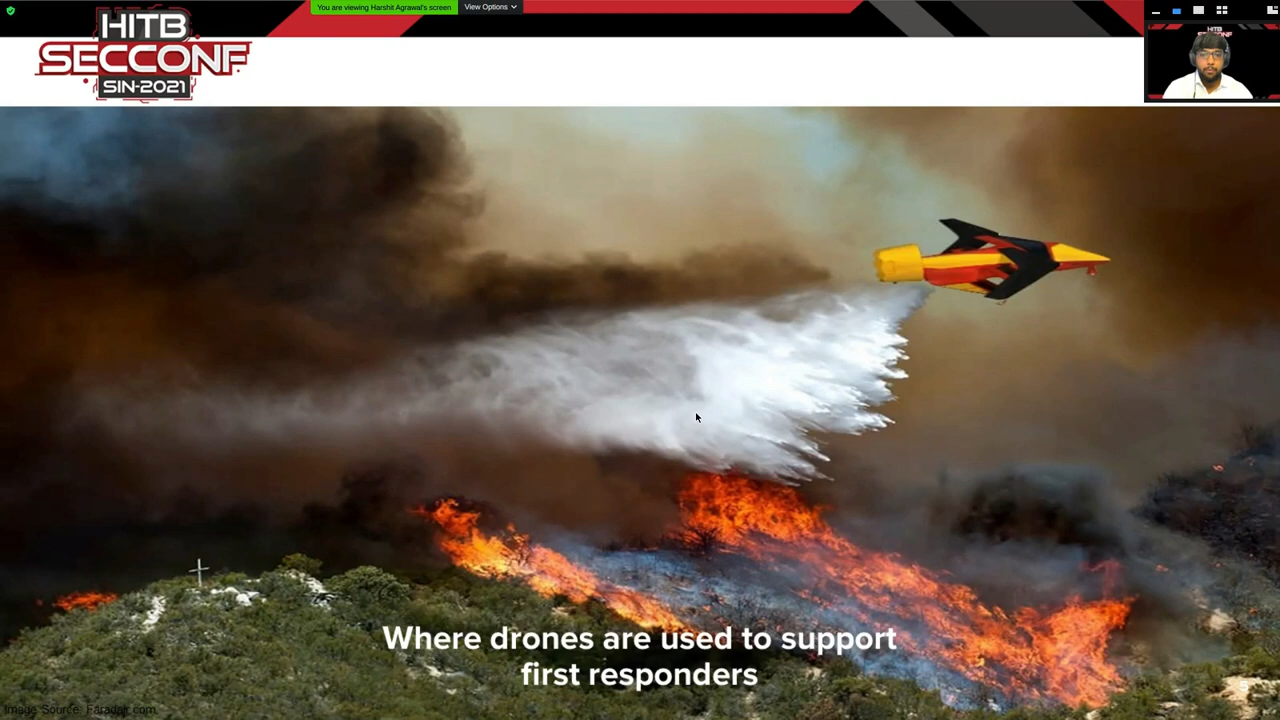 You are viewing Harshit Agrawal's screen
View Options
HITB
SECCONF
SIN-2021
Where drones are used to support
first responders
Image Source: Faradair.com